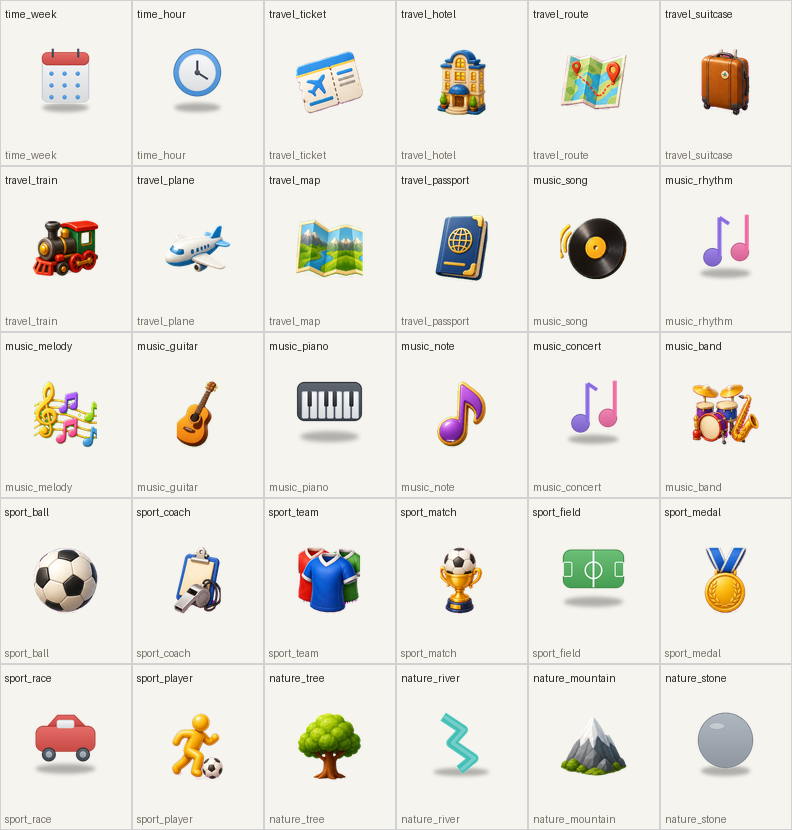 time_week
time_hour
travel_ticket
travel_hotel
travel_route
travel_suitcase
time_week
time_hour
travel_ticket
travel_hotel
travel_route
travel_suitcase
travel_train
travel_plane
travel_map
travel_passport
music_song
music_rhythm
travel_train
travel_plane
travel_map
travel_passport
music_song
music_rhythm
music_melody
music_guitar
music_piano
music_note
music_concert
music_band
music_melody
music_guitar
music_piano
music_note
music_concert
music_band
sport_ball
sport_coach
sport_team
sport_match
sport_field
sport_medal
sport_ball
sport_coach
sport_team
sport_match
sport_field
sport_medal
sport_race
sport_player
nature_tree
nature_river
nature_mountain
nature_stone
sport_race
sport_player
nature_tree
nature_river
nature_mountain
nature_stone